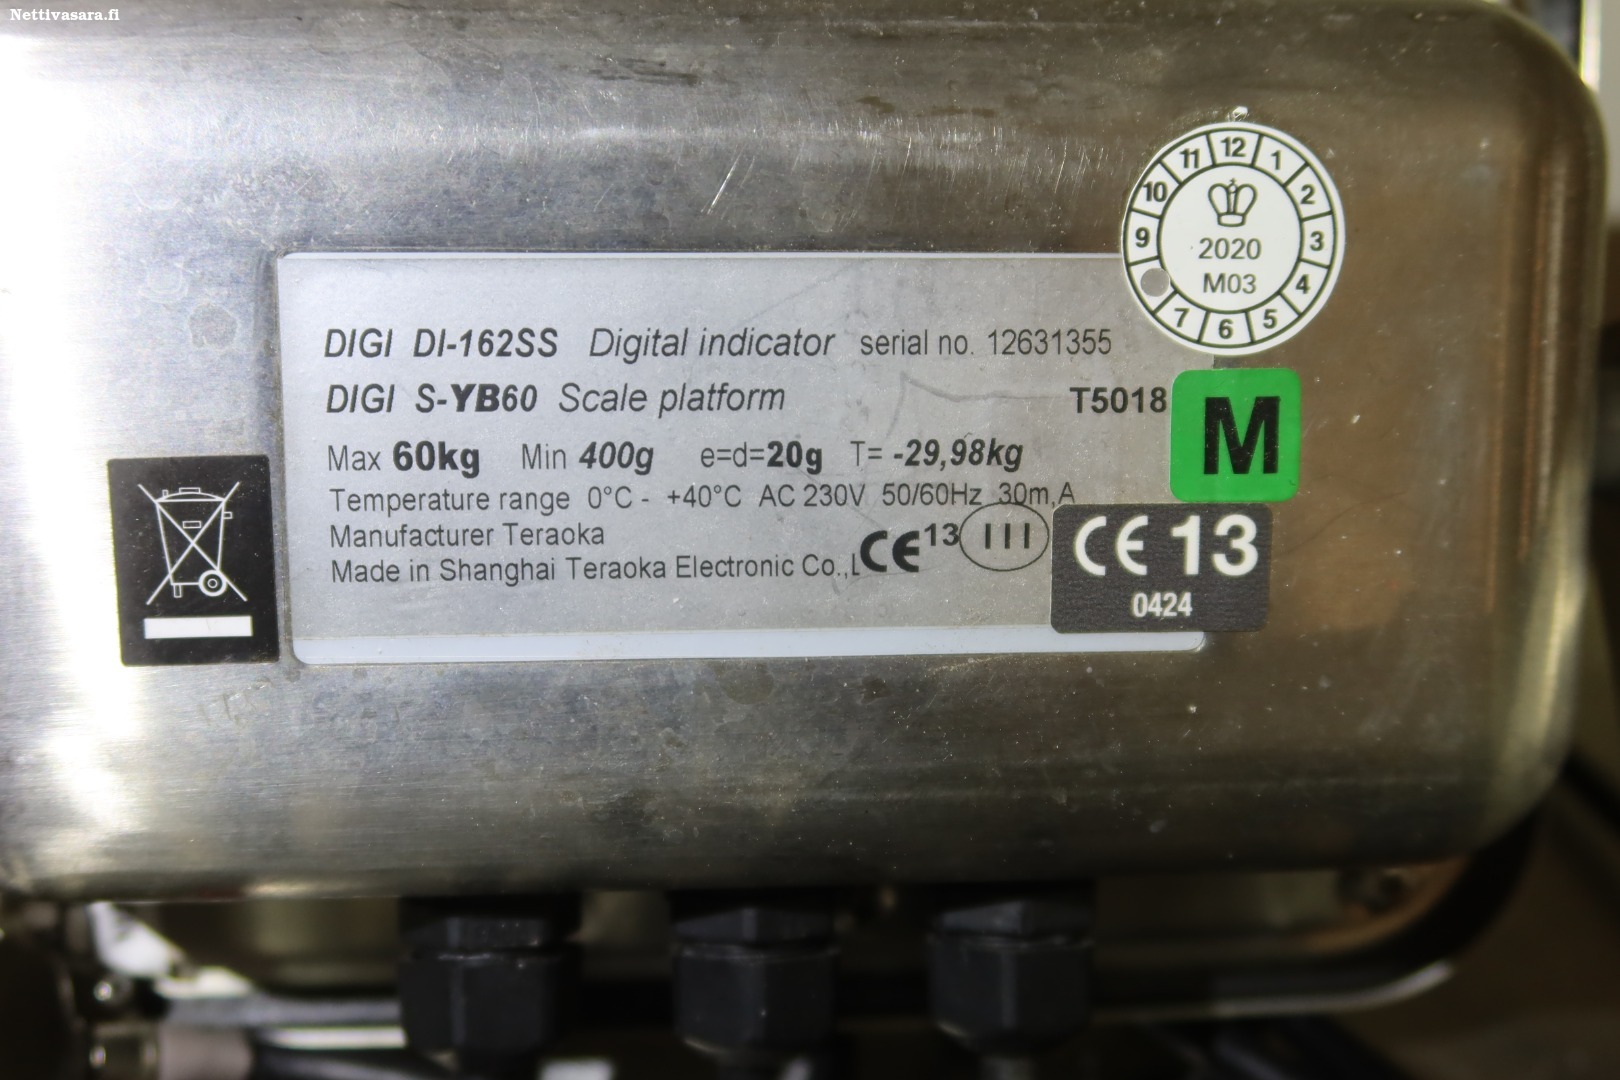 Nettivasara.fi
11 12 1
10 2
9 3
4
7 6 5
2020
M03
DIGI DI-162SS Digital indicator serial no. 12631355
DIGI S-YB60 Scale platform T5018
M
Max 60kg Min 400g e=d=20g T= -29,98kg
Temperature range 0°C - +40°C AC 230V 50/60Hz 30m,A
Manufacturer Teraoka
CE 13 III
CE 13
Made in Shanghai Teraoka Electronic Co.,L
0424